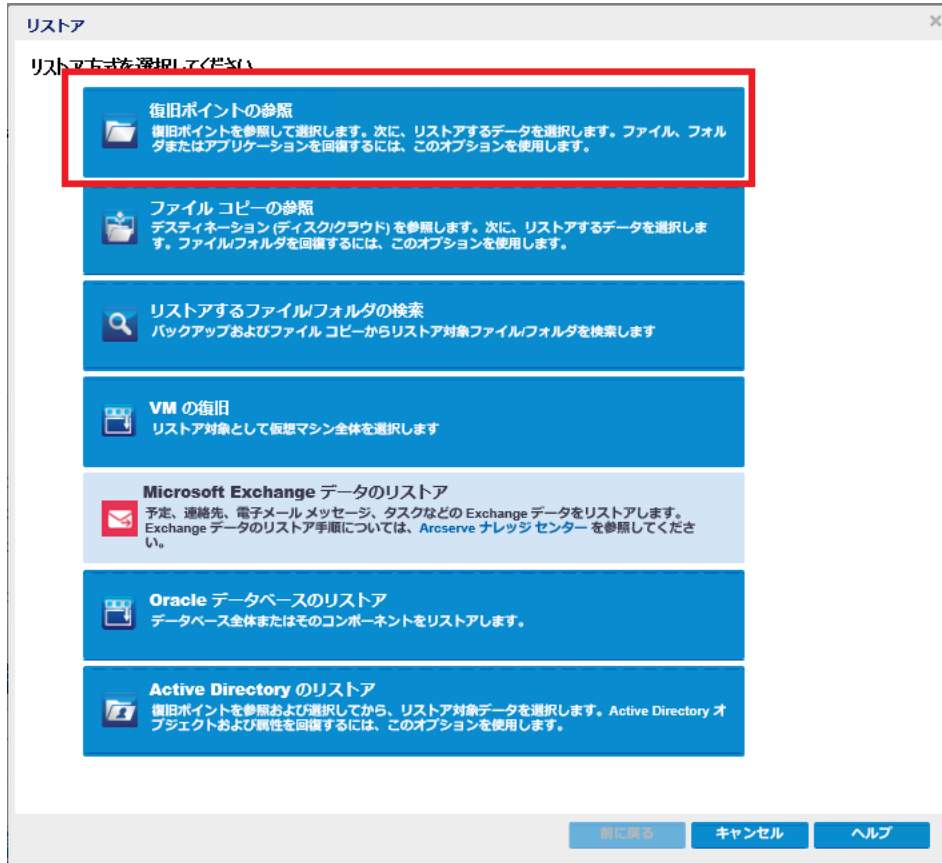 リストア
リストア方式を選択してください
復旧ポイントの参照
復旧ポイントを参照して選択します。次に、リストアするデータを選択します。ファイル、フォル
ダまたはアプリケーションを回復するには、このオプションを使用します。
ファイル コピーの参照
デスティネーション (ディスク/クラウド) を参照します。次に、リストアするデータを選択しま
す。ファイル/フォルダを回復するには、このオプションを使用します。
リストアするファイル/フォルダの検索
バックアップおよびファイル コピーからリストア対象ファイル/フォルダを検索します
VM の復旧
リストア対象として仮想マシン全体を選択します
Microsoft Exchange データのリストア
予定、連絡先、電子メール メッセージ、タスクなどの Exchange データをリストアします。
Exchange データのリストア手順については、Arcserve ナレッジ センター を参照してくださ
い。
Oracle データベースのリストア
データベース全体またはそのコンポーネントをリストアします。
Active Directory のリストア
復旧ポイントを参照および選択してから、リストア対象データを選択します。Active Directory オ
ブジェクトおよび属性を回復するには、このオプションを使用します。
前に戻る
キャンセル
ヘルプ